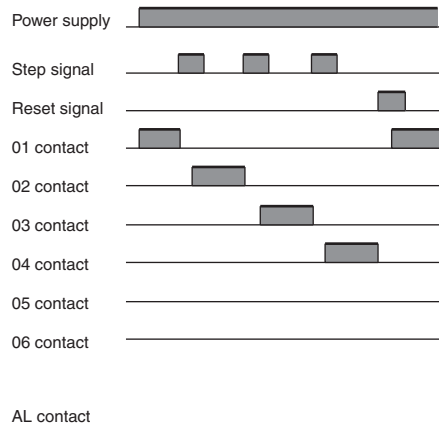 Power supply
Step signal
Reset signal
01 contact
02 contact
03 contact
04 contact
05 contact
06 contact
AL contact